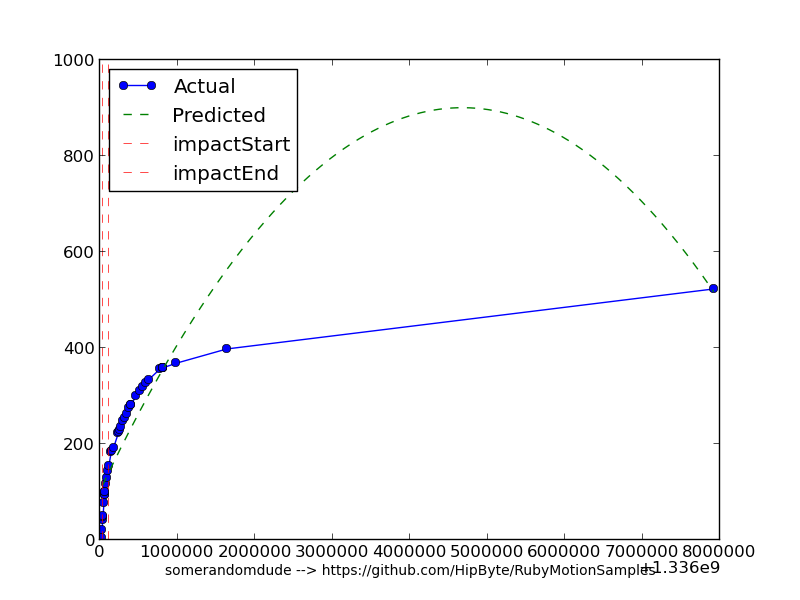 1000
Actual
Predicted
impactStart
impactEnd
800
600
400
200
0
0 1000000 2000000 3000000 4000000 5000000 6000000 7000000 8000000
somerandomdude --> https://github.com/HipByte/RubyMotionSamples
+1.336e9